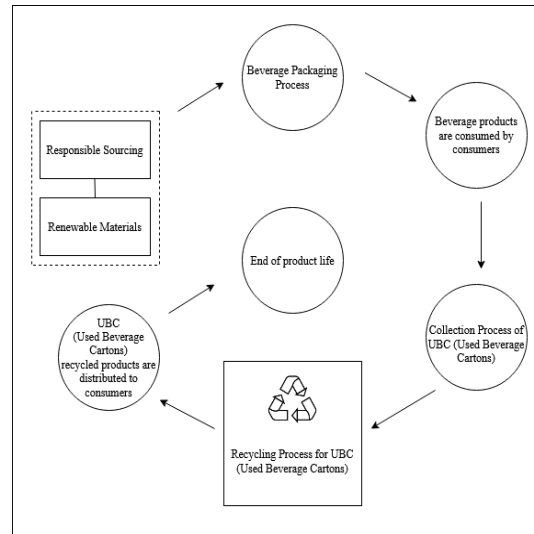 Beverage Packaging
Process
Beverage products
are consumed by
consumers
Responsible Sourcing
Renewable Materials
End of product life
Collection Process of
UBC (Used Beverage
Cartons)
UBC
(Used Beverage
Cartons)
recycled products are
distributed to
consumers
Recycling Process for UBC
(Used Beverage Cartons)